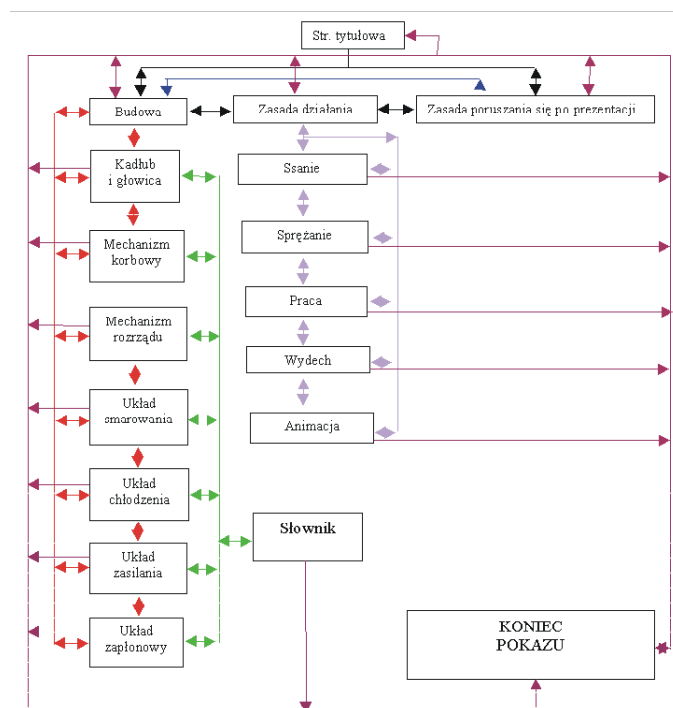 Str. tytułowa
Budowa
Zasada działania
Zasada poruszania się po prezentacji
Kadłub
i głowica
Ssanie
Mechanizm
korbowy
Sprężanie
Praca
Mechanizm
rozrządu
Wydech
Układ
smarowania
Animacja
Układ
chłodzenia
Słownik
Układ
zasilania
Układ
zapłonowy
KONIEC
POKAZU